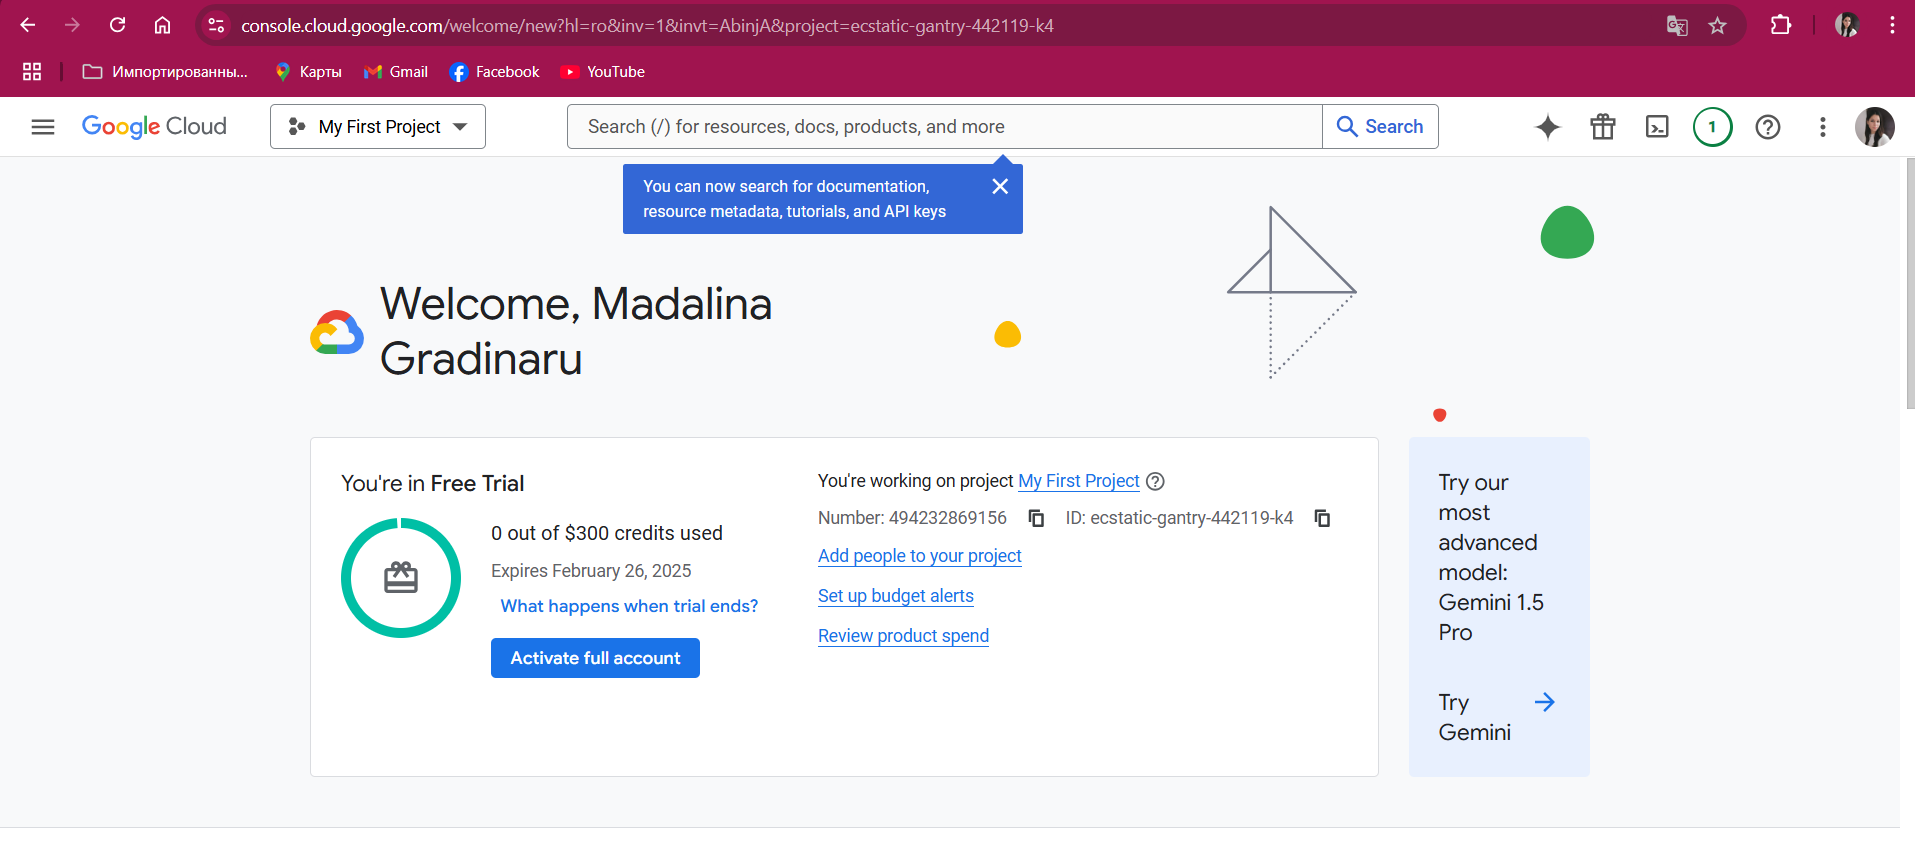 console.cloud.google.com/welcome/new?hl=ro&inv=1&invt=AbinjA&project=ecstatic-gantry-442119-k4
Импортированны...
Карты
Gmail
Facebook
YouTube
Google Cloud
My First Project
Search (/) for resources, docs, products, and more
Search
1
You can now search for documentation,
resource metadata, tutorials, and API keys
Welcome, Madalina
Gradinaru
You're in Free Trial
0 out of $300 credits used
Expires February 26, 2025
What happens when trial ends?
Activate full account
You're working on project My First Project
Number: 494232869156
ID: ecstatic-gantry-442119-k4
Add people to your project
Set up budget alerts
Review product spend
Try our
most
advanced
model:
Gemini 1.5
Pro
Try
Gemini